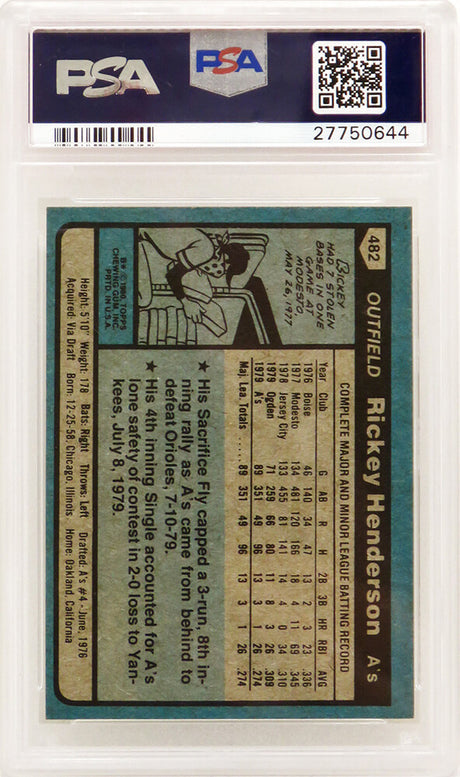 PSA
PSA
27750644
482 OUTFIELD Rickey Henderson A's
RICKEY
HAD 7 STOLEN
BASES IN ONE
GAME AT
MODESTO,
MAY 26, 1977
B* © 1980 TOPPS
CHEWING GUM, INC.
PRTD. IN U.S.A.
COMPLETE MAJOR AND MINOR LEAGUE BATTING RECORD
Year Club G AB R H 2B 3B HR RBI AVG
1976 Boise 46 140 34 47 13 2 3 23 .336
1977 Modesto 134 481 120 166 18 4 11 69 .345
1978 Jersey City 133 455 81 141 14 4 0 34 .310
1979 Ogden 71 259 66 80 11 8 3 26 .309
1979 A's 89 351 49 96 13 3 1 26 .274
Maj. Lea. Totals ..... 89 351 49 96 13 3 1 26 .274
★ His Sacrifice Fly capped a 3-run, 8th in-
ning rally as A's came from behind to
defeat Orioles, 7-10-79.
★ His 4th inning Single accounted for A's
lone safety of contest in 2-0 loss to Yan-
kees, July 8, 1979.
Height: 5'10" Weight: 178 Bats: Right Throws: Left Drafted: A's #4 - June, 1976
Acquired: Via Draft Born: 12-25-58, Chicago, Illinois Home: Oakland, California